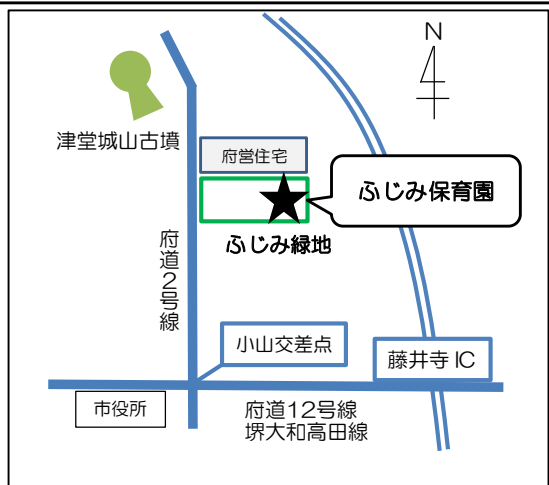 N
津堂城山古墳
府営住宅
ふじみ保育園
ふじみ緑地
府道2号線
小山交差点
藤井寺 IC
市役所
府道12号線
堺大和高田線